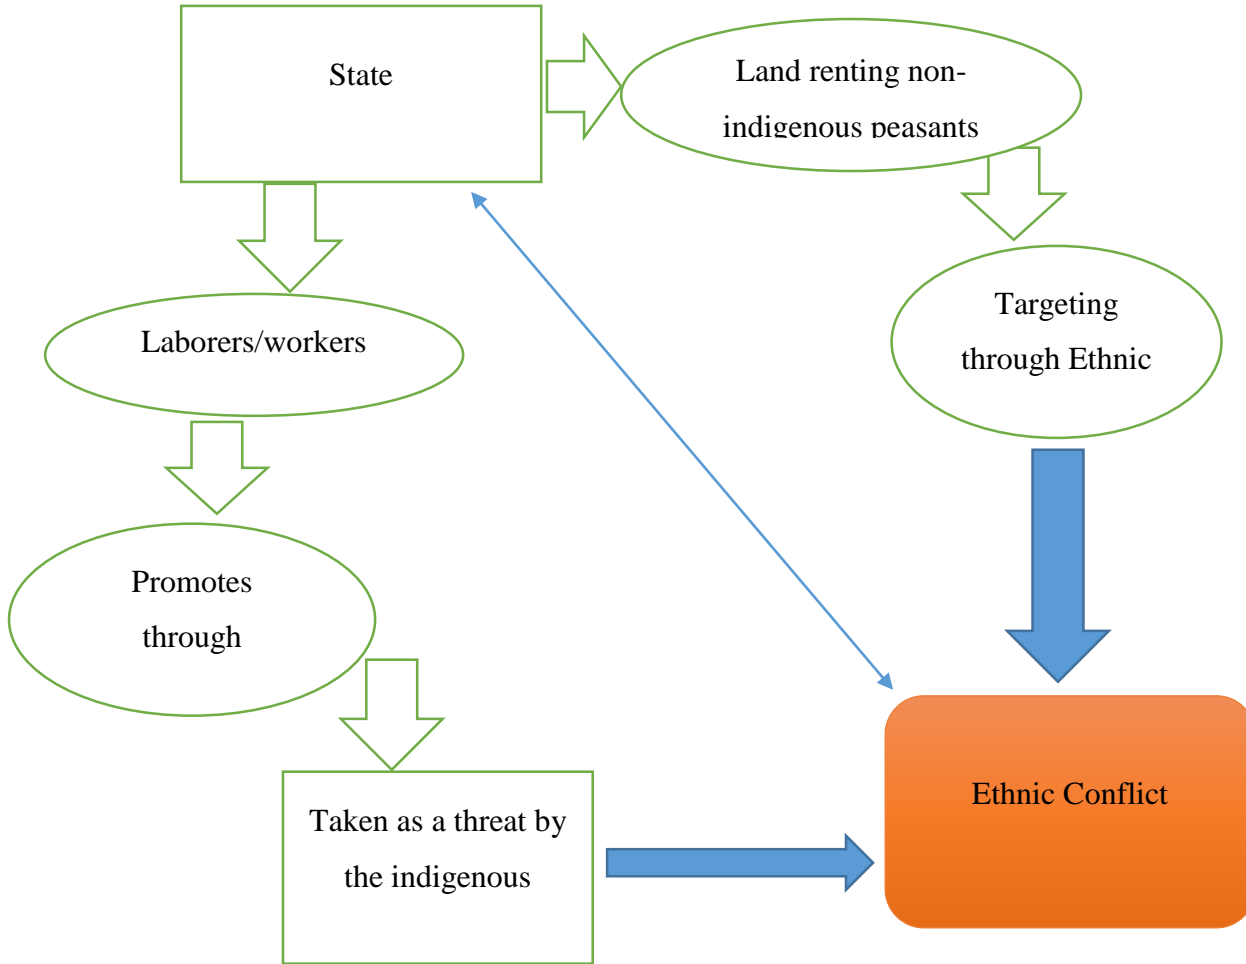 State
Land renting non-
indigenous peasants
Laborers/workers
Targeting
through Ethnic
Promotes
through
Taken as a threat by
the indigenous
Ethnic Conflict